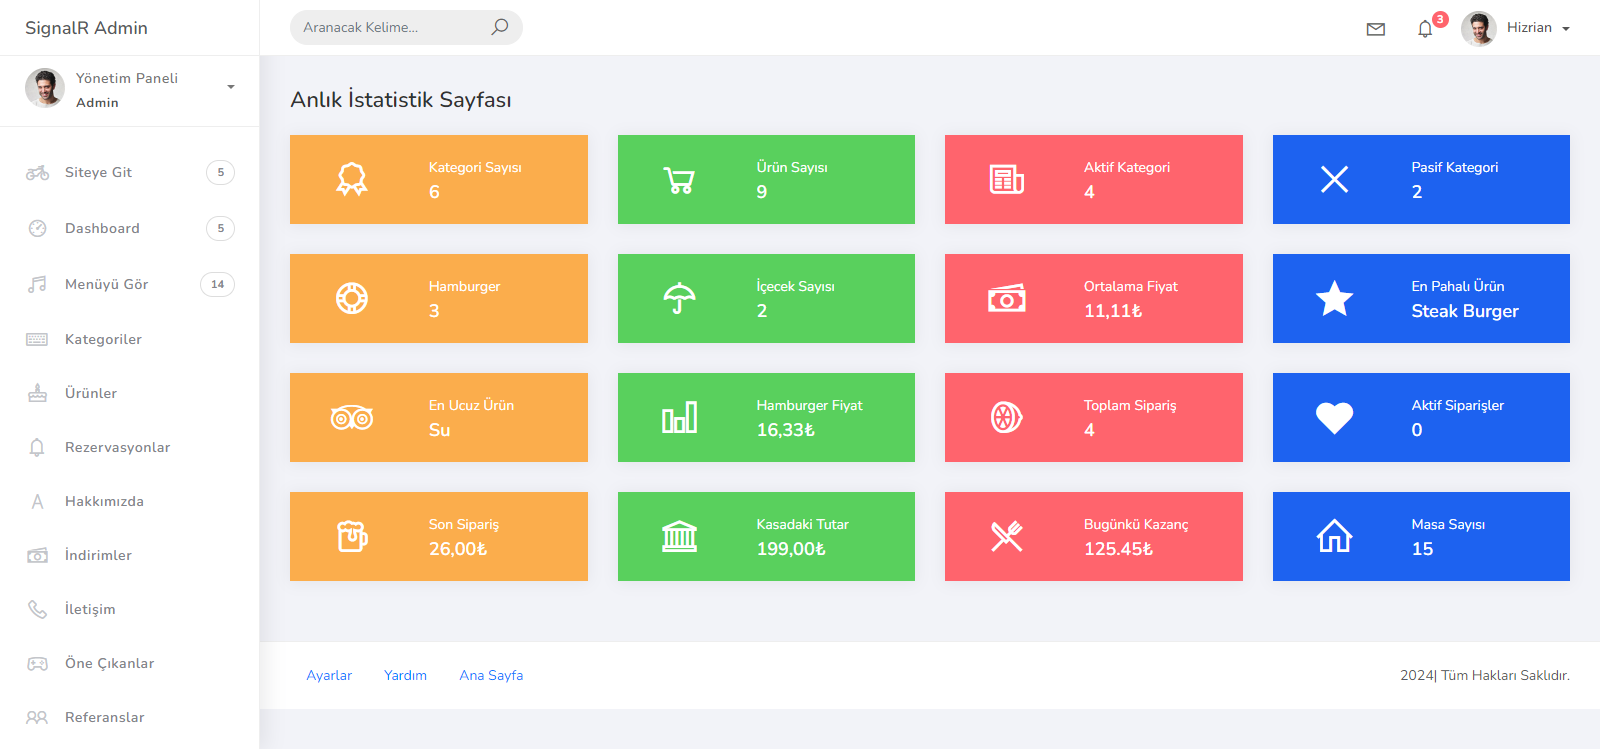 SignalR Admin
Aranacak Kelime...
3
Hizrian
Yönetim Paneli
Admin
Siteye Git 5
Dashboard 5
Menüyü Gör 14
Kategoriler
Ürünler
Rezervasyonlar
Hakkımızda
İndirimler
İletişim
Öne Çıkanlar
Referanslar
Anlık İstatistik Sayfası
Kategori Sayısı
6
Ürün Sayısı
9
Aktif Kategori
4
Pasif Kategori
2
Hamburger
3
İçecek Sayısı
2
Ortalama Fiyat
11,11₺
En Pahalı Ürün
Steak Burger
En Ucuz Ürün
Su
Hamburger Fiyat
16,33₺
Toplam Sipariş
4
Aktif Siparişler
0
Son Sipariş
26,00₺
Kasadaki Tutar
199,00₺
Bugünkü Kazanç
125.45₺
Masa Sayısı
15
Ayarlar Yardım Ana Sayfa
2024| Tüm Hakları Saklıdır.